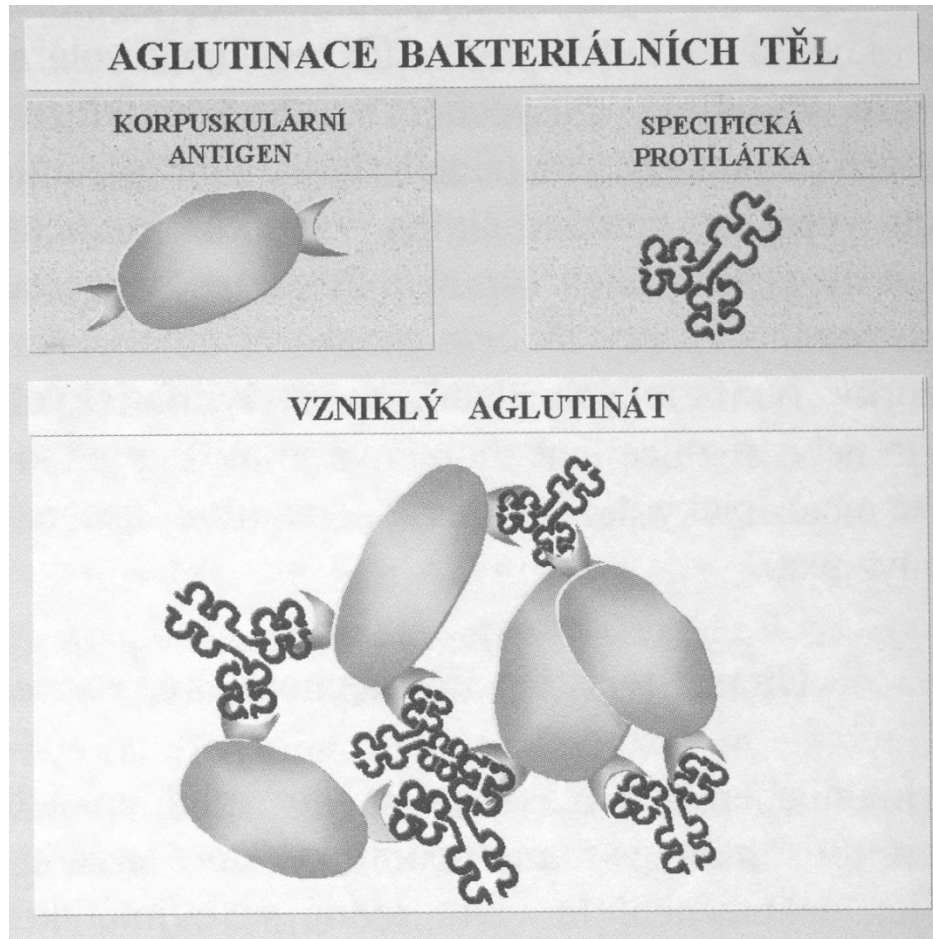 AGLUTINACE BAKTERIÁLNÍCH TĚL
KORPUSKULÁRNÍ
ANTIGEN
SPECIFICKÁ
PROTILÁTKA
VZNIKLÝ AGLUTINÁT